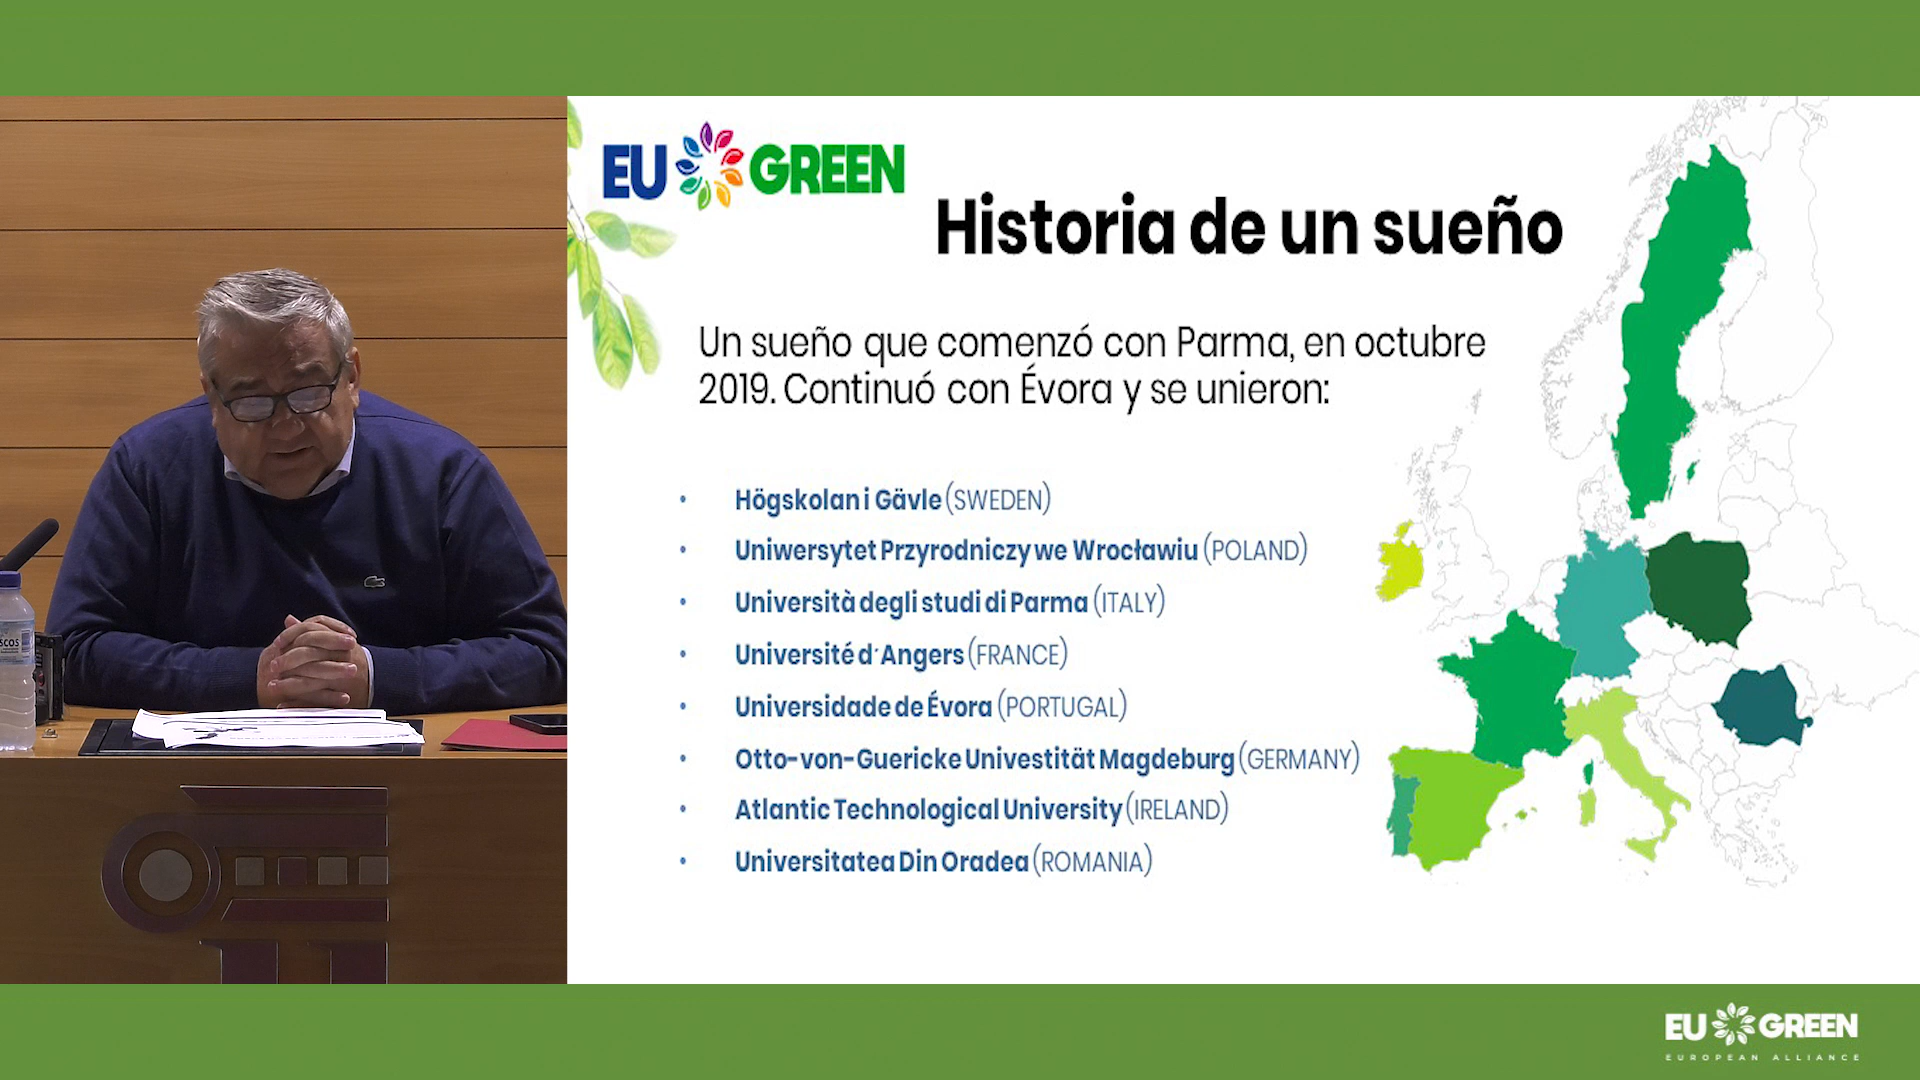 EU GREEN
Historia de un sueño
Un sueño que comenzó con Parma, en octubre
2019. Continuó con Évora y se unieron:
• Högskolan i Gävle (SWEDEN)
• Uniwersytet Przyrodniczy we Wrocławiu (POLAND)
• Università degli studi di Parma (ITALY)
• Université d´Angers (FRANCE)
• Universidade de Évora (PORTUGAL)
• Otto-von-Guericke Univestität Magdeburg (GERMANY)
• Atlantic Technological University (IRELAND)
• Universitatea Din Oradea (ROMANIA)
EU GREEN
EUROPEAN ALLIANCE